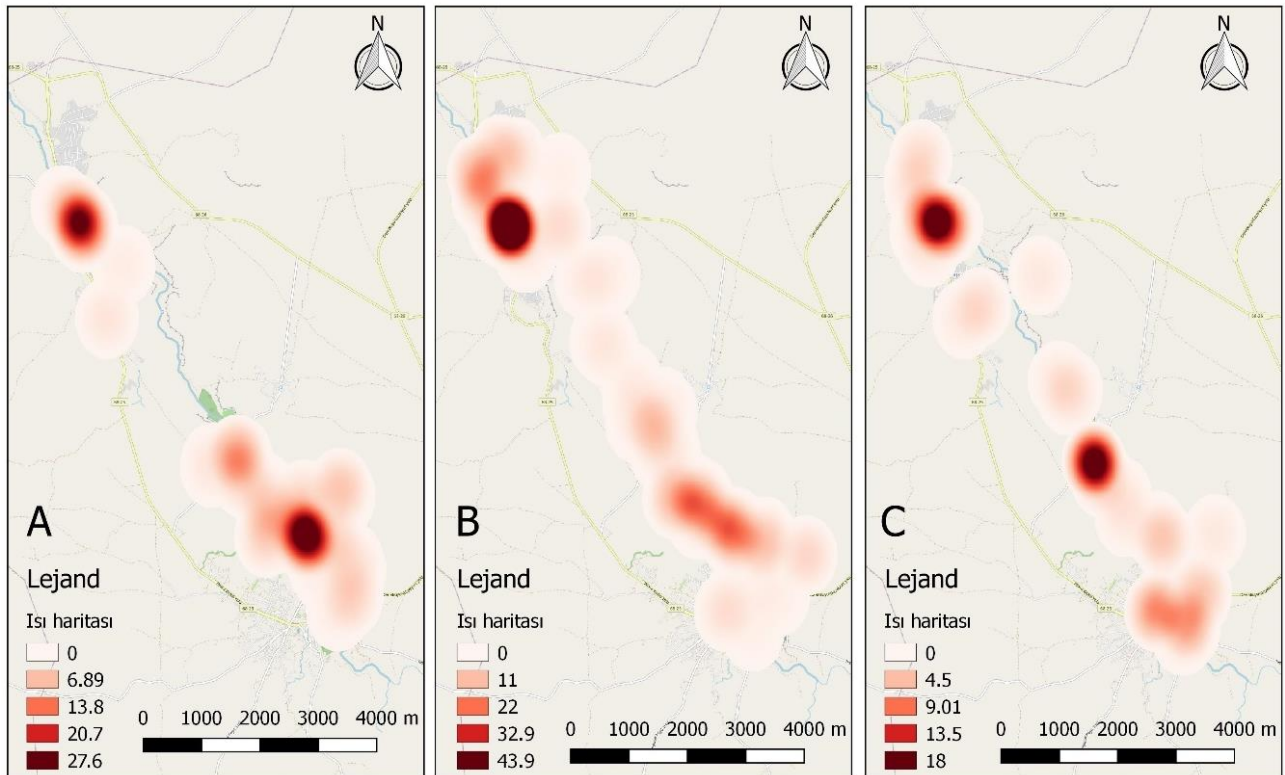 N
A
Lejand
Isı haritası
0
6.89
13.8
20.7
27.6
0 1000 2000 3000 4000 m
N
B
Lejand
Isı haritası
0
11
22
32.9
43.9
0 1000 2000 3000 4000 m
N
C
Lejand
Isı haritası
0
4.5
9.01
13.5
18
0 1000 2000 3000 4000 m